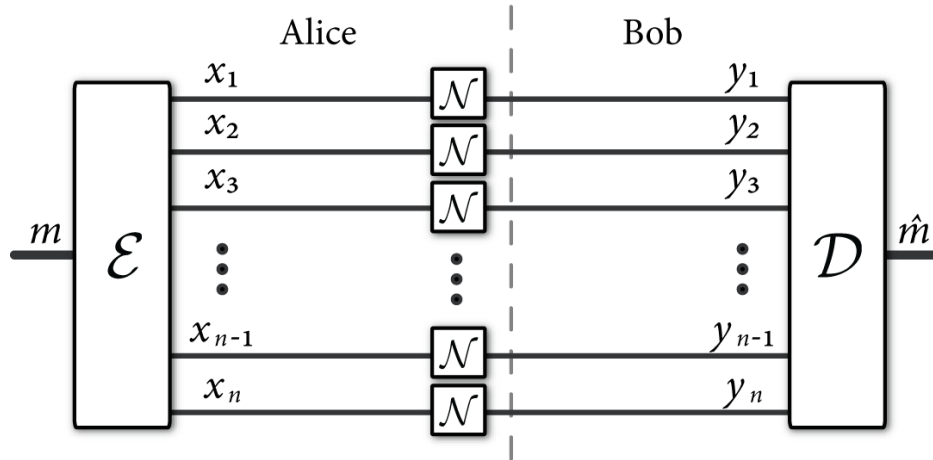 Alice Bob
x₁ 𝒩 y₁
x₂ 𝒩 y₂
x₃ 𝒩 y₃
m ℰ 𝒟 m̂
xₙ₋₁ 𝒩 yₙ₋₁
xₙ 𝒩 yₙ